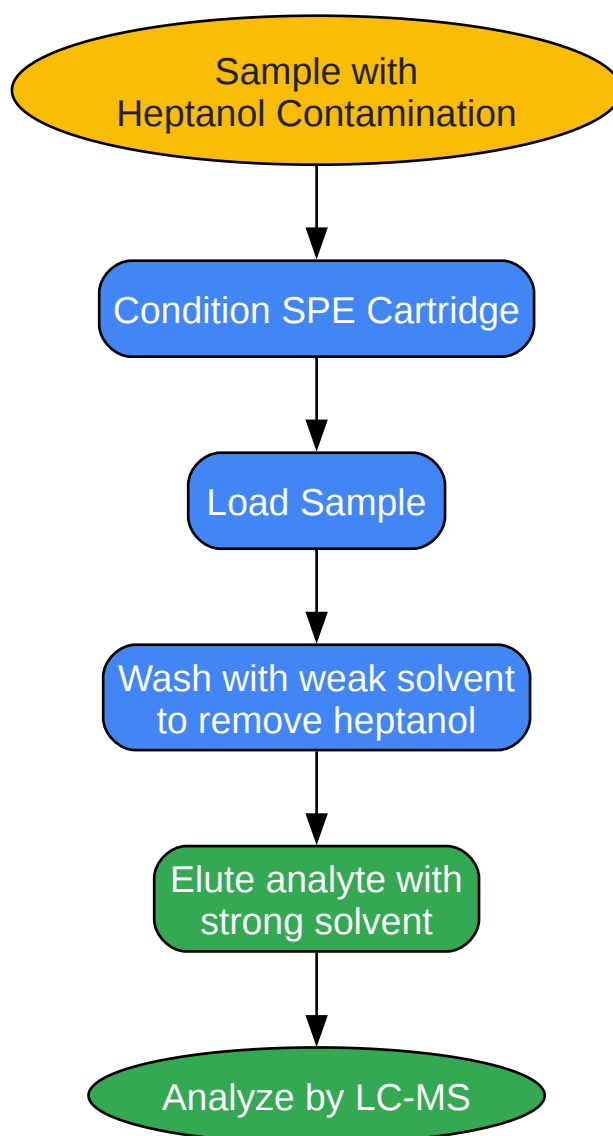 Sample with
Heptanol Contamination
Condition SPE Cartridge
Load Sample
Wash with weak solvent
to remove heptanol
Elute analyte with
strong solvent
Analyze by LC-MS